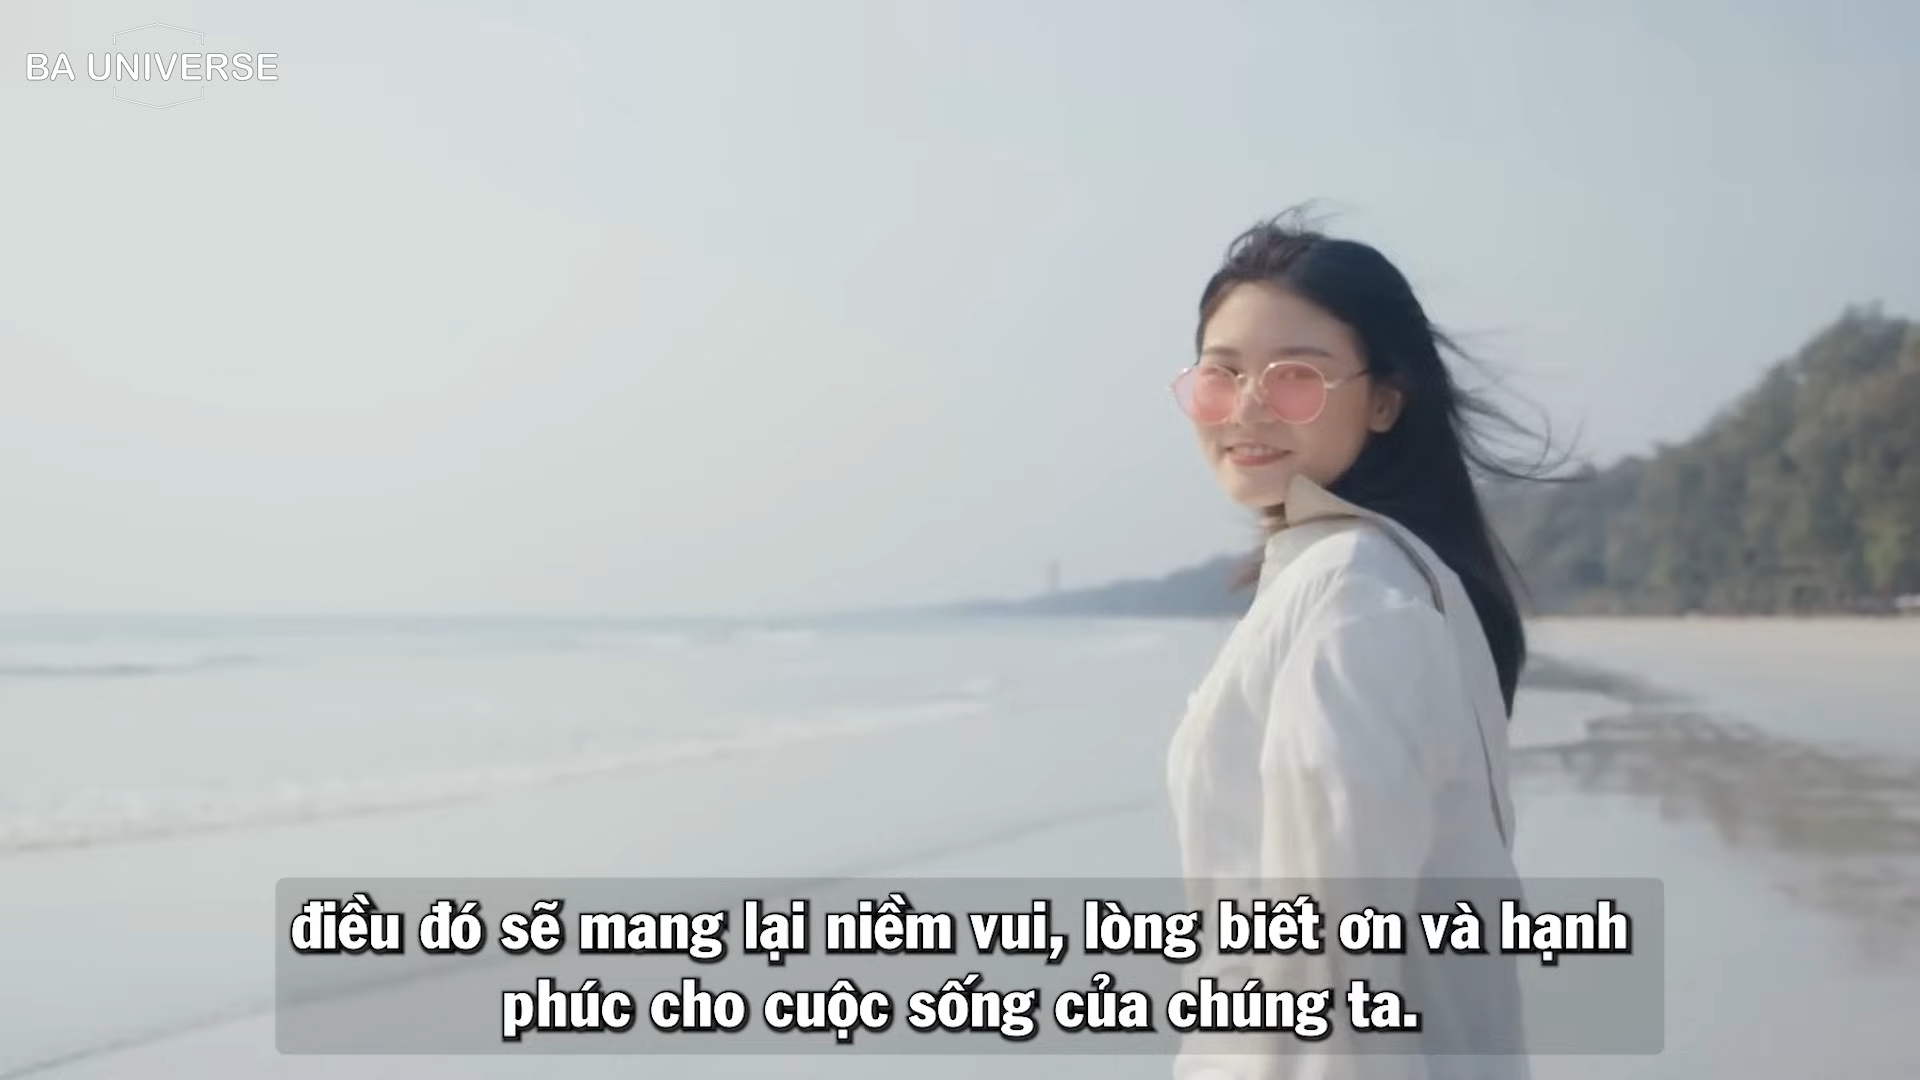 BA UNIVERSE
điều đó sẽ mang lại niềm vui, lòng biết ơn và hạnh
phúc cho cuộc sống của chúng ta.